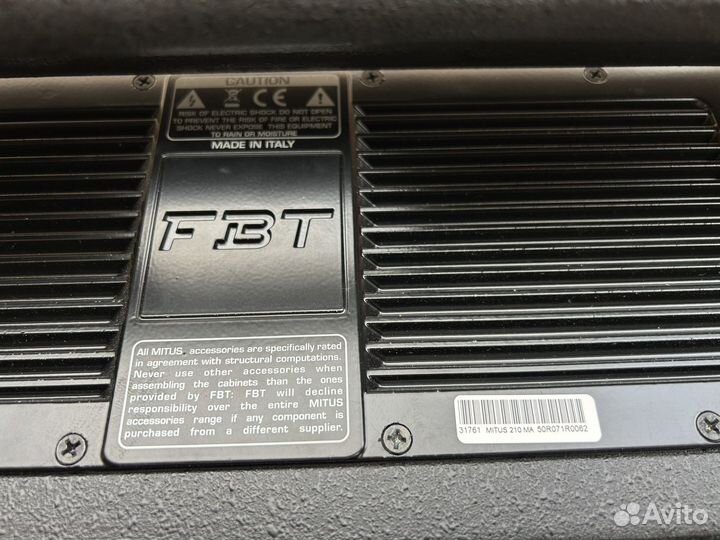 CAUTION
CE
RISK OF ELECTRIC SHOCK DO NOT OPEN
TO PREVENT THE RISK OF FIRE OR ELECTRIC
SHOCK NEVER EXPOSE THIS EQUIPMENT
TO RAIN OR MOISTURE
MADE IN ITALY
FBT
All MITUS, accessories are specifically rated
in agreement with structural computations.
Never use other accessories when
assembling the cabinets than the ones
provided by FBT: FBT will decline
responsibility over the entire MITUS
accessories range if any component is
purchased from a different supplier.
31761 MITUS 210 MA 50R071R0062
Avito